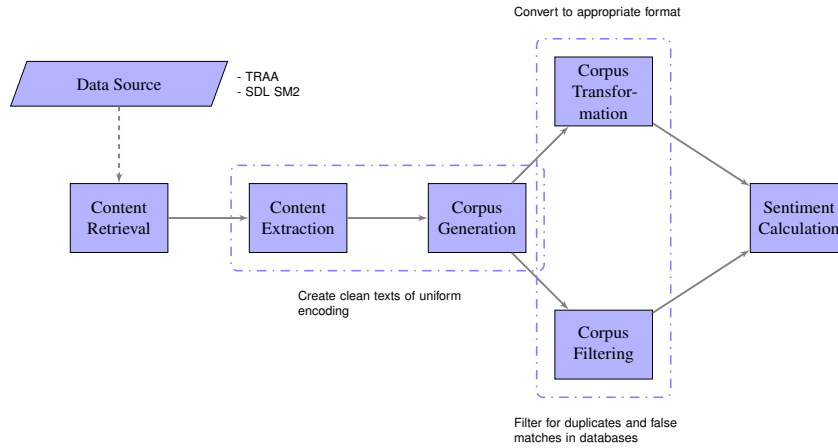 Convert to appropriate format
Data Source
- TRAA
- SDL SM2
Corpus
Transfor-
mation
Content
Retrieval
Content
Extraction
Corpus
Generation
Sentiment
Calculation
Create clean texts of uniform
encoding
Corpus
Filtering
Filter for duplicates and false
matches in databases